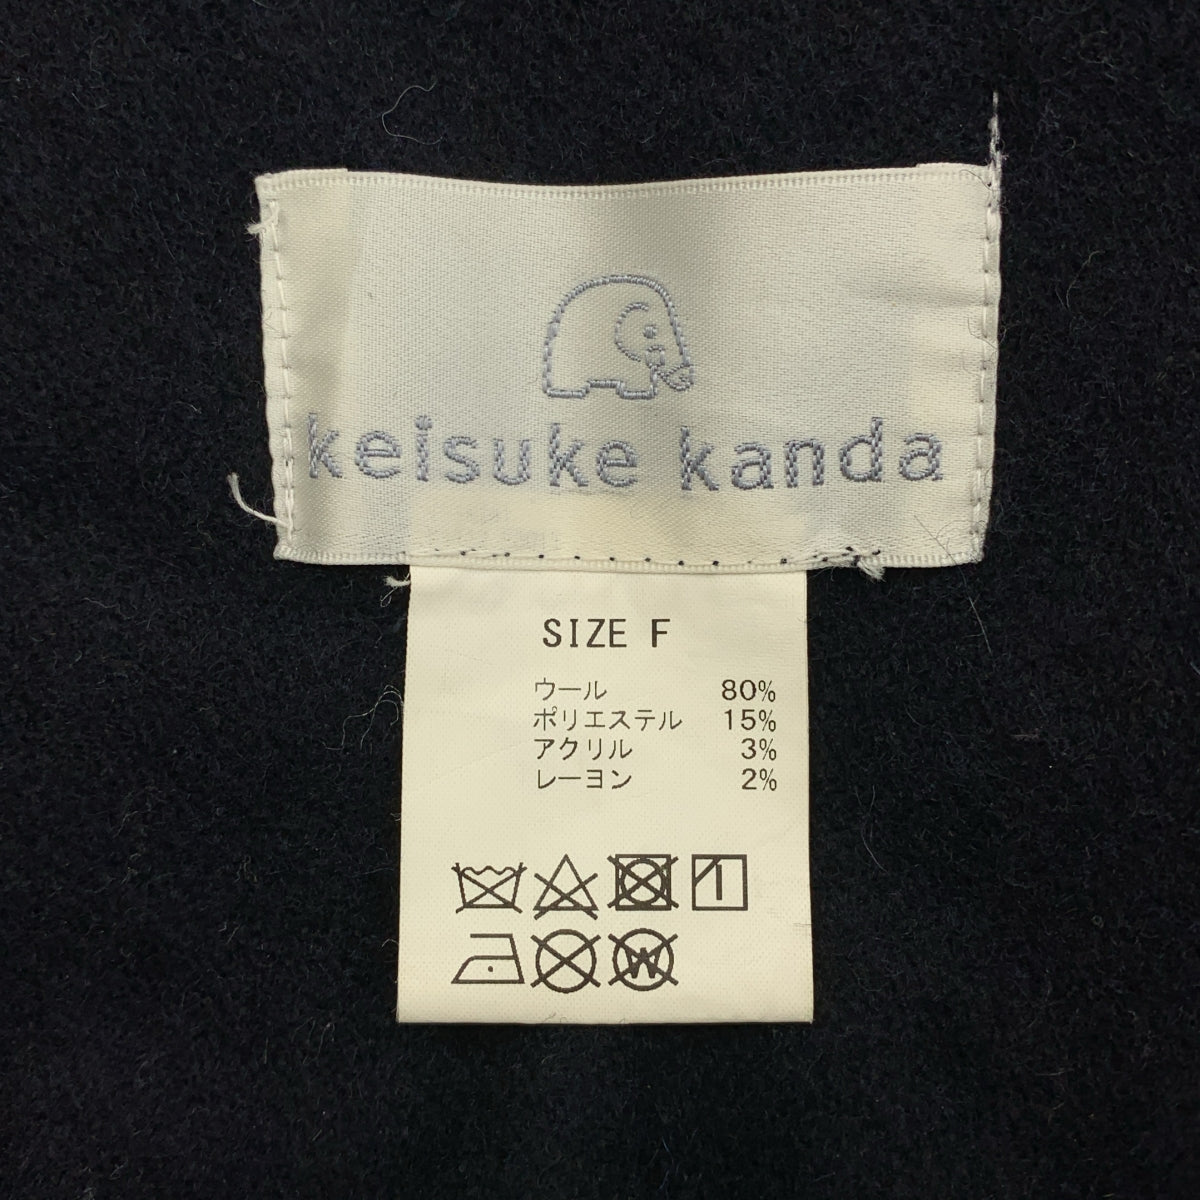 keisuke kanda
SIZE F
ウール 80%
ポリエステル 15%
アクリル 3%
レーヨン 2%
W